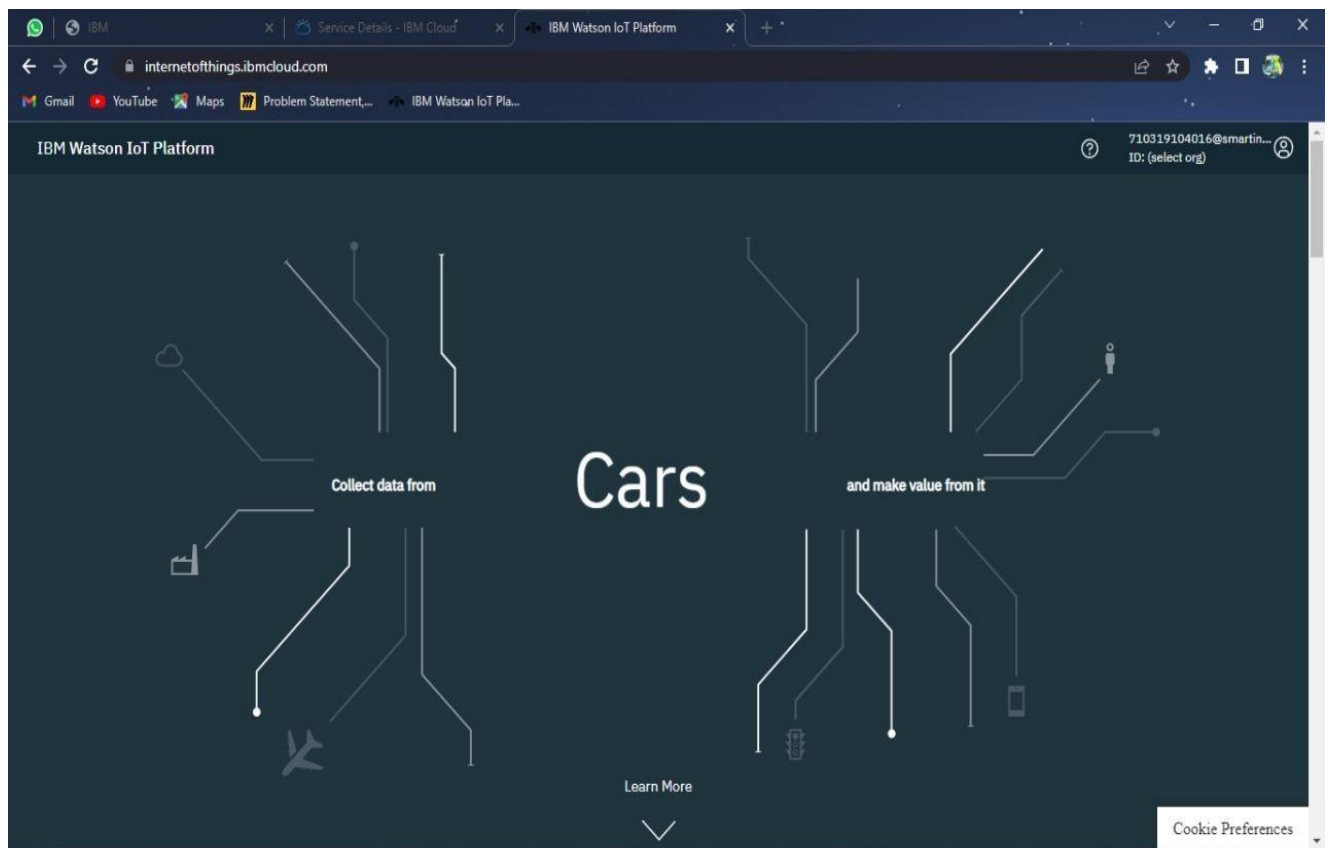 IBM
Service Details - IBM Cloud
IBM Watson IoT Platform
internetofthings.ibmcloud.com
Gmail YouTube Maps Problem Statement,... IBM Watson IoT Pla...
IBM Watson IoT Platform
710319104016@smartin...
ID: (select org)
Collect data from Cars and make value from it
Learn More
Cookie Preferences